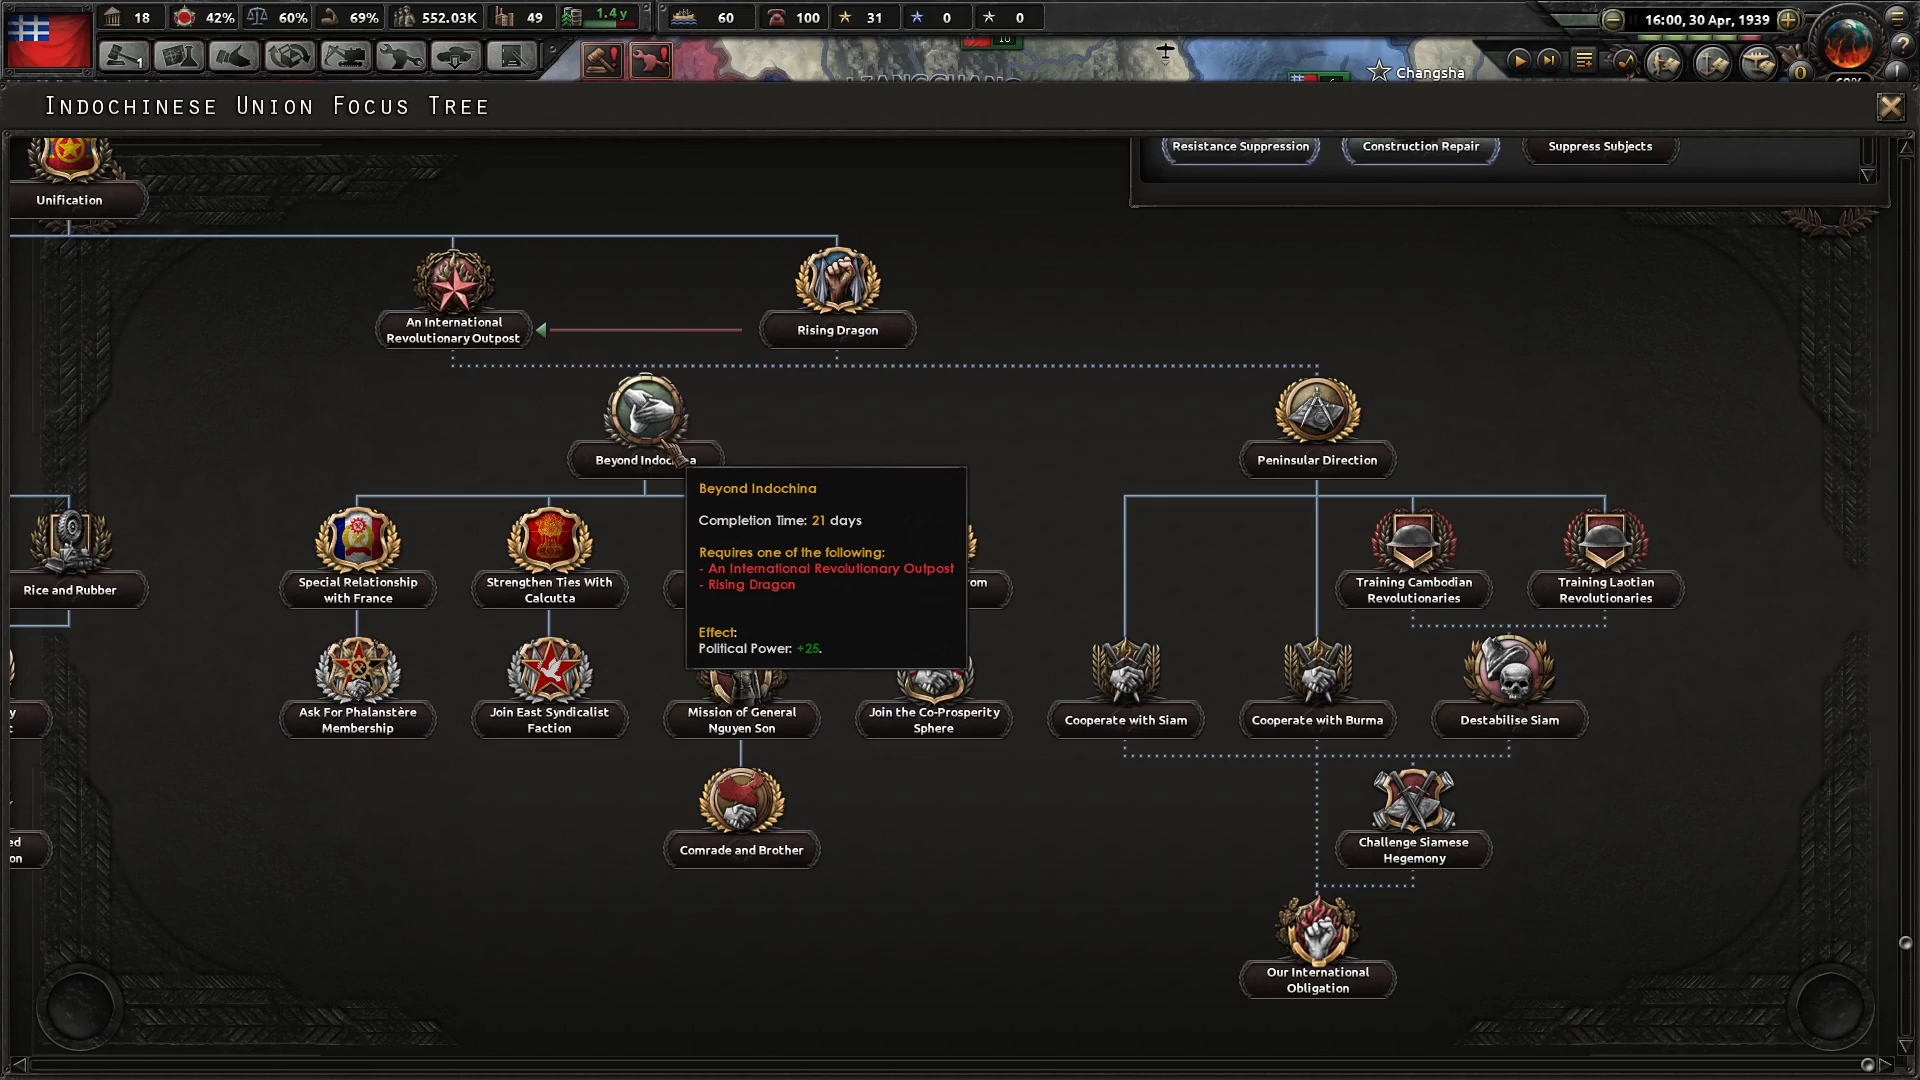 18
42%
60%
69%
552.03K
49
1.4 y
60
100
31
0
0
16:00, 30 Apr, 1939
1
10
Changsha
0
INDOCHINESE UNION FOCUS TREE
Resistance Suppression
Construction Repair
Suppress Subjects
Unification
An International
Revolutionary Outpost
Rising Dragon
Beyond Indochina
Peninsular Direction
Beyond Indochina
Completion Time: 21 days
Requires one of the following:
- An International Revolutionary Outpost
- Rising Dragon
Effect:
Political Power: +25.
Rice and Rubber
Special Relationship
with France
Strengthen Ties With
Calcutta
Training Cambodian
Revolutionaries
Training Laotian
Revolutionaries
Ask For Phalanstère
Membership
Join East Syndicalist
Faction
Mission of General
Nguyen Son
Join the Co-Prosperity
Sphere
Cooperate with Siam
Cooperate with Burma
Destabilise Siam
Comrade and Brother
Challenge Siamese
Hegemony
Our International
Obligation